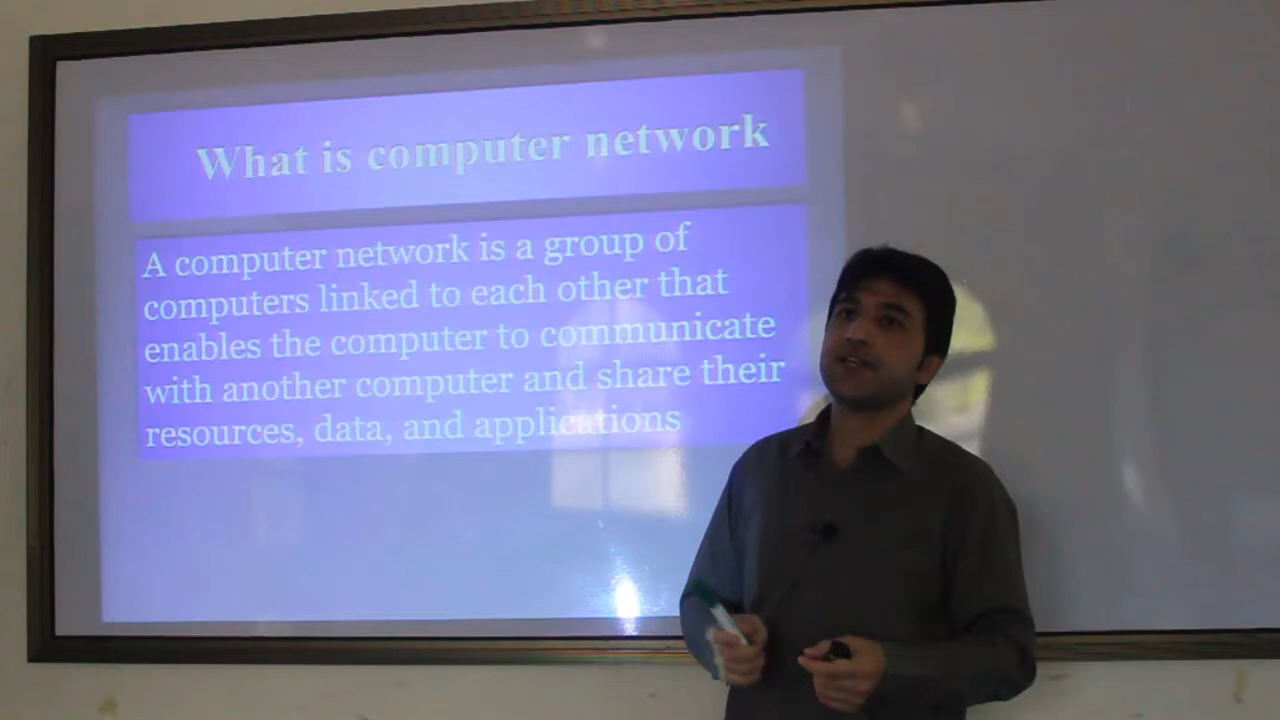 What is computer network
A computer network is a group of
computers linked to each other that
enables the computer to communicate
with another computer and share their
resources, data, and applications